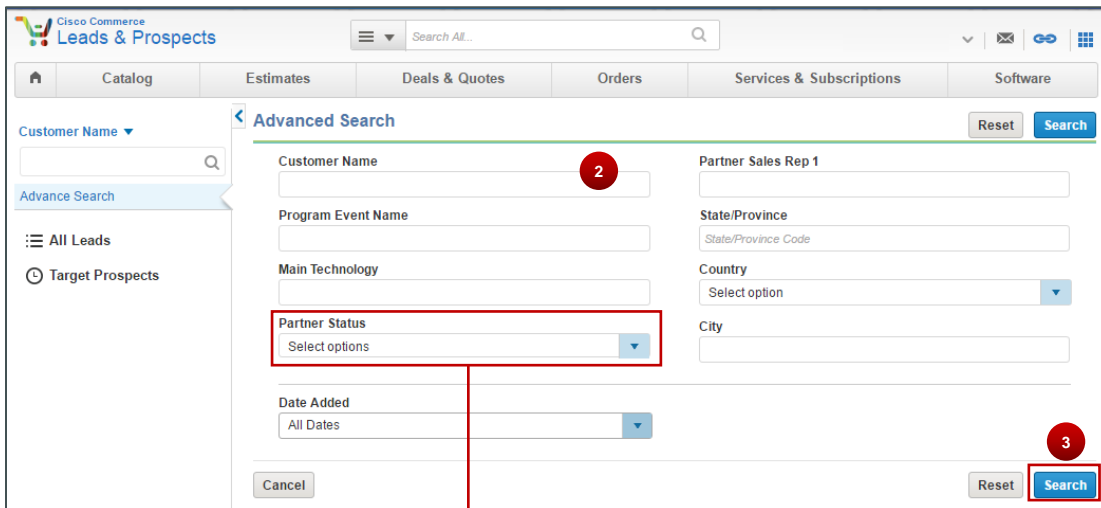 Cisco Commerce
Leads & Prospects
Search All...
Catalog Estimates Deals & Quotes Orders Services & Subscriptions Software
Customer Name
Advance Search
All Leads
Target Prospects
Advanced Search
Reset Search
Customer Name
2
Partner Sales Rep 1
Program Event Name
State/Province
State/Province Code
Main Technology
Country
Select option
Partner Status
Select options
City
Date Added
All Dates
3
Cancel
Reset Search